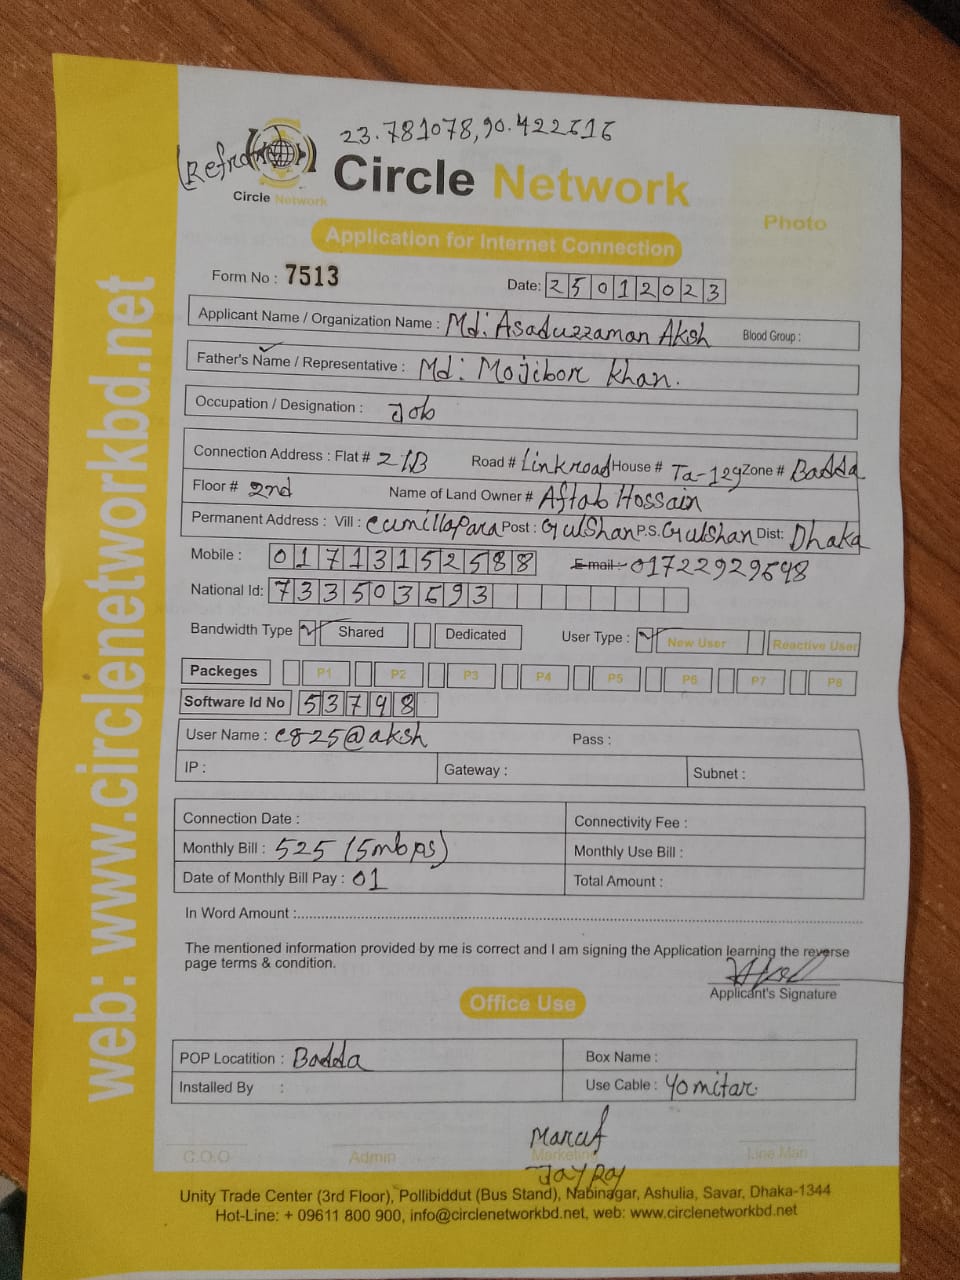 23.781078,90.422616
Circle Network
Circle Network
Photo
Application for Internet Connection
Form No : 7513
Date: 25012023
Applicant Name / Organization Name : Md: Asaduzzaman Aksh Blood Group :
Father's Name / Representative : Md: Mojibor Khan.
Occupation / Designation : Job
Connection Address : Flat # 2/B Road # Link road House # Ta-129 Zone # Badda
Floor # 2nd Name of Land Owner # Aftab Hossain
Permanent Address : Vill : Cumillapara Post : Gulshan P.S. Gulshan Dist: Dhaka
Mobile : 01713152588 E-mail :- 01722929698
National Id: 7335033693
Bandwidth Type Shared Dedicated User Type : New User Reactive User
Packeges P1 P2 P3 P4 P5 P6 P7 P8
Software Id No 53798
User Name : c825@aksh Pass :
IP : Gateway : Subnet :
Connection Date : Connectivity Fee :
Monthly Bill : 525 (5mbps) Monthly Use Bill :
Date of Monthly Bill Pay : 01 Total Amount :
In Word Amount :
The mentioned information provided by me is correct and I am signing the Application learning the reverse
page terms & condition.
Applicant's Signature
Office Use
POP Locatition : Badda Box Name :
Installed By : Use Cable : 40 mitar.
Maruf
C.O.O Admin Marketing Line Man
Joy Roy
Unity Trade Center (3rd Floor), Pollibiddut (Bus Stand), Nabinagar, Ashulia, Savar, Dhaka-1344
Hot-Line: + 09611 800 900, info@circlenetworkbd.net, web: www.circlenetworkbd.net
web: www.circlenetworkbd.net